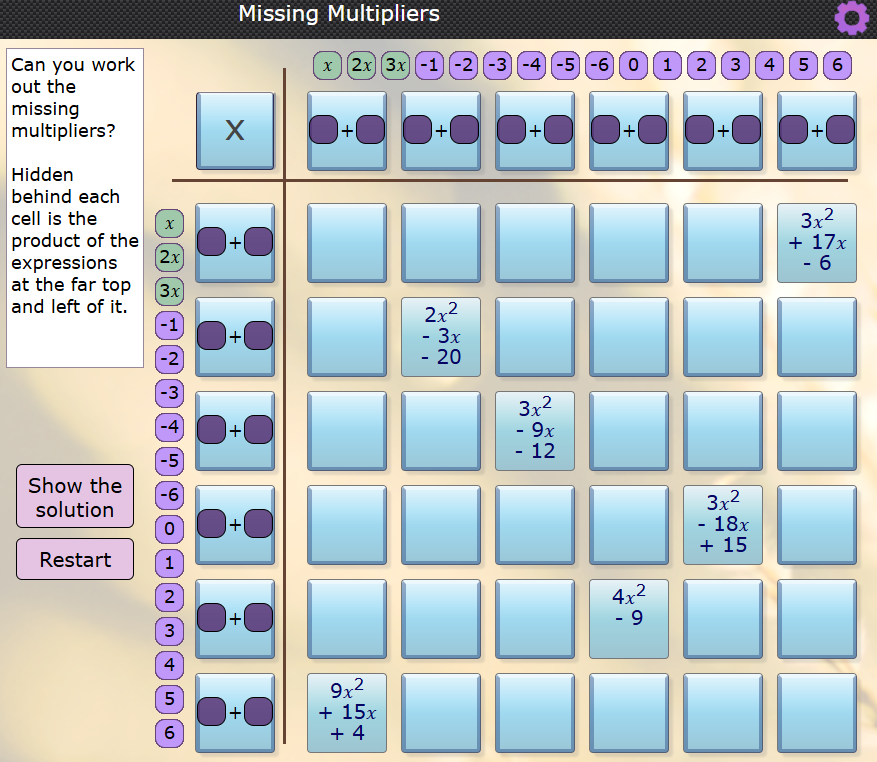 Missing Multipliers
Can you work
out the
missing
multipliers?
Hidden
behind each
cell is the
product of the
expressions
at the far top
and left of it.
x 2x 3x -1 -2 -3 -4 -5 -6 0 1 2 3 4 5 6
X + + + + + +
x
2x
3x
-1
-2
-3
-4
-5
-6
0
1
2
3
4
5
6
+
3x²
+ 17x
- 6
+
2x²
- 3x
- 20
+
3x²
- 9x
- 12
+
3x²
- 18x
+ 15
+
4x²
- 9
+
9x²
+ 15x
+ 4
Show the
solution
Restart